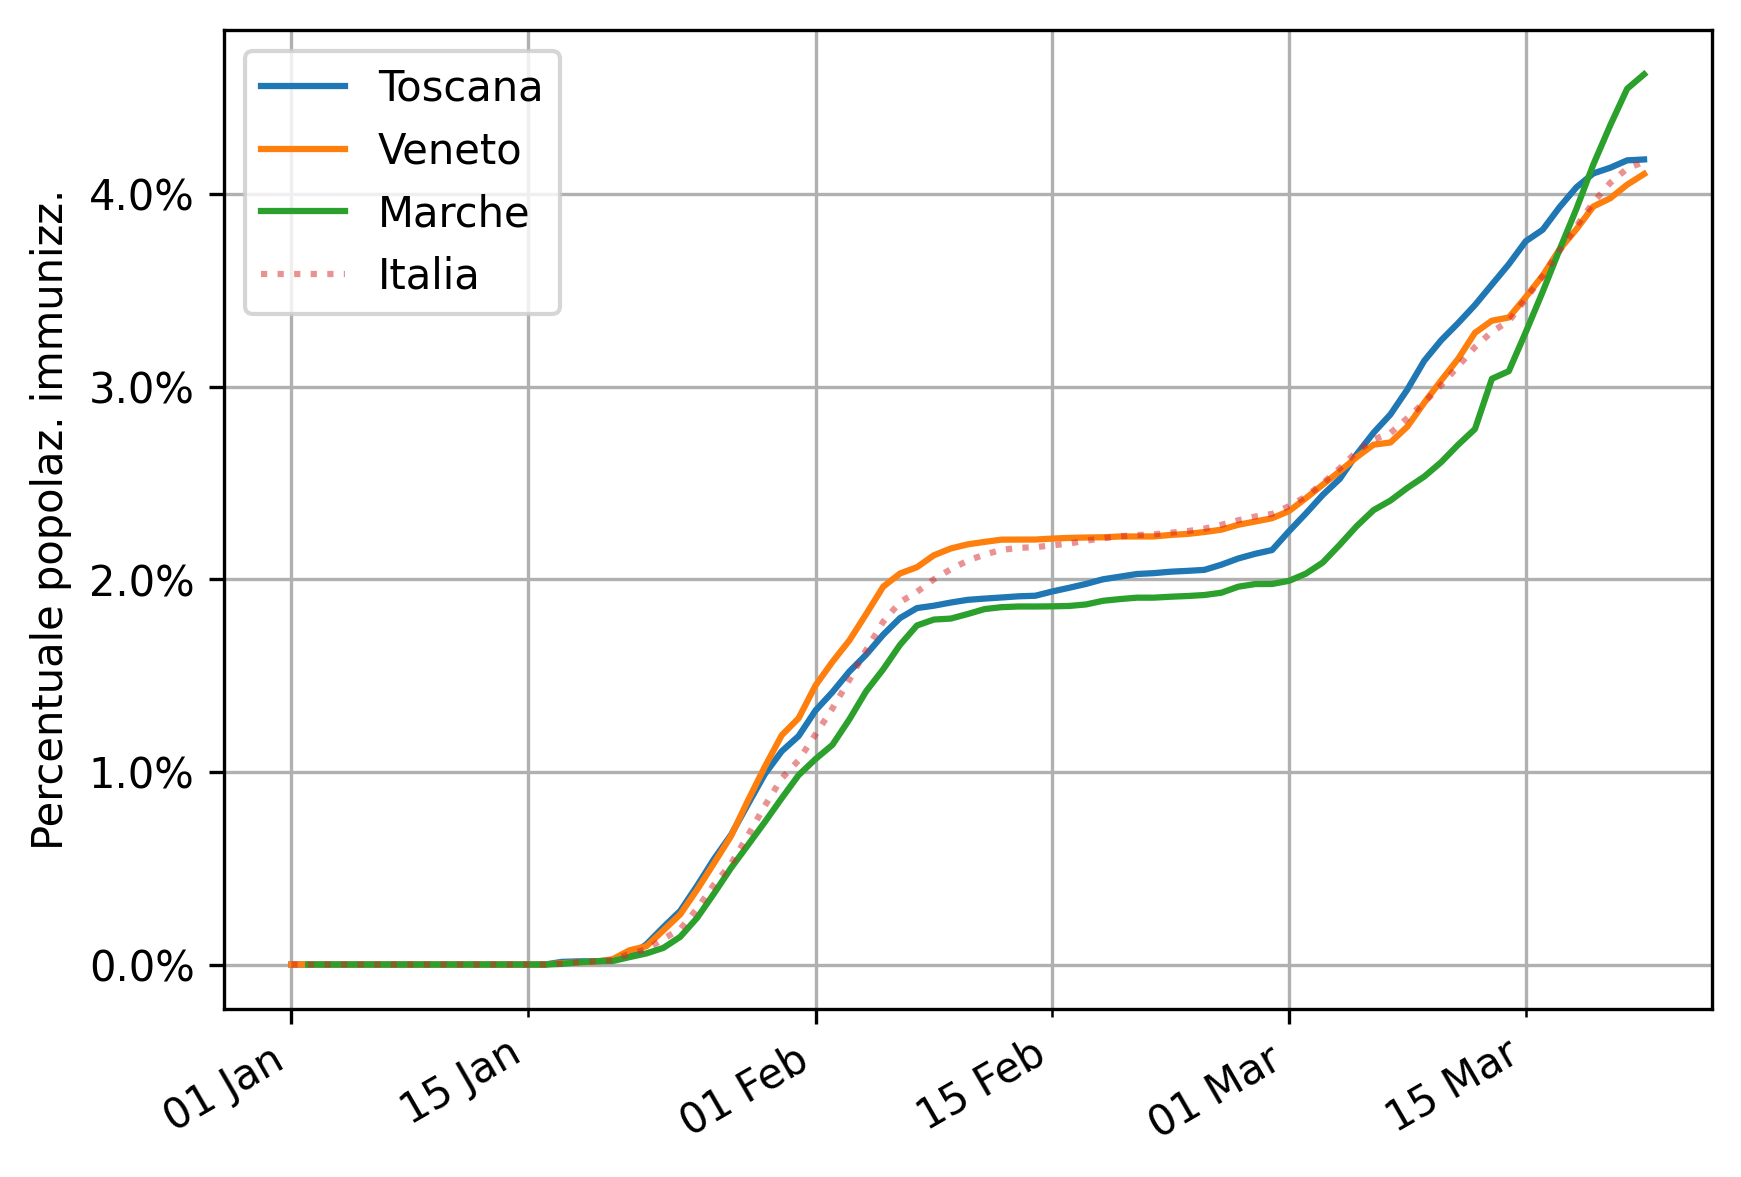 Toscana
Veneto
Marche
Italia
Percentuale popolaz. immunizz.
4.0%
3.0%
2.0%
1.0%
0.0%
01 Jan
15 Jan
01 Feb
15 Feb
01 Mar
15 Mar